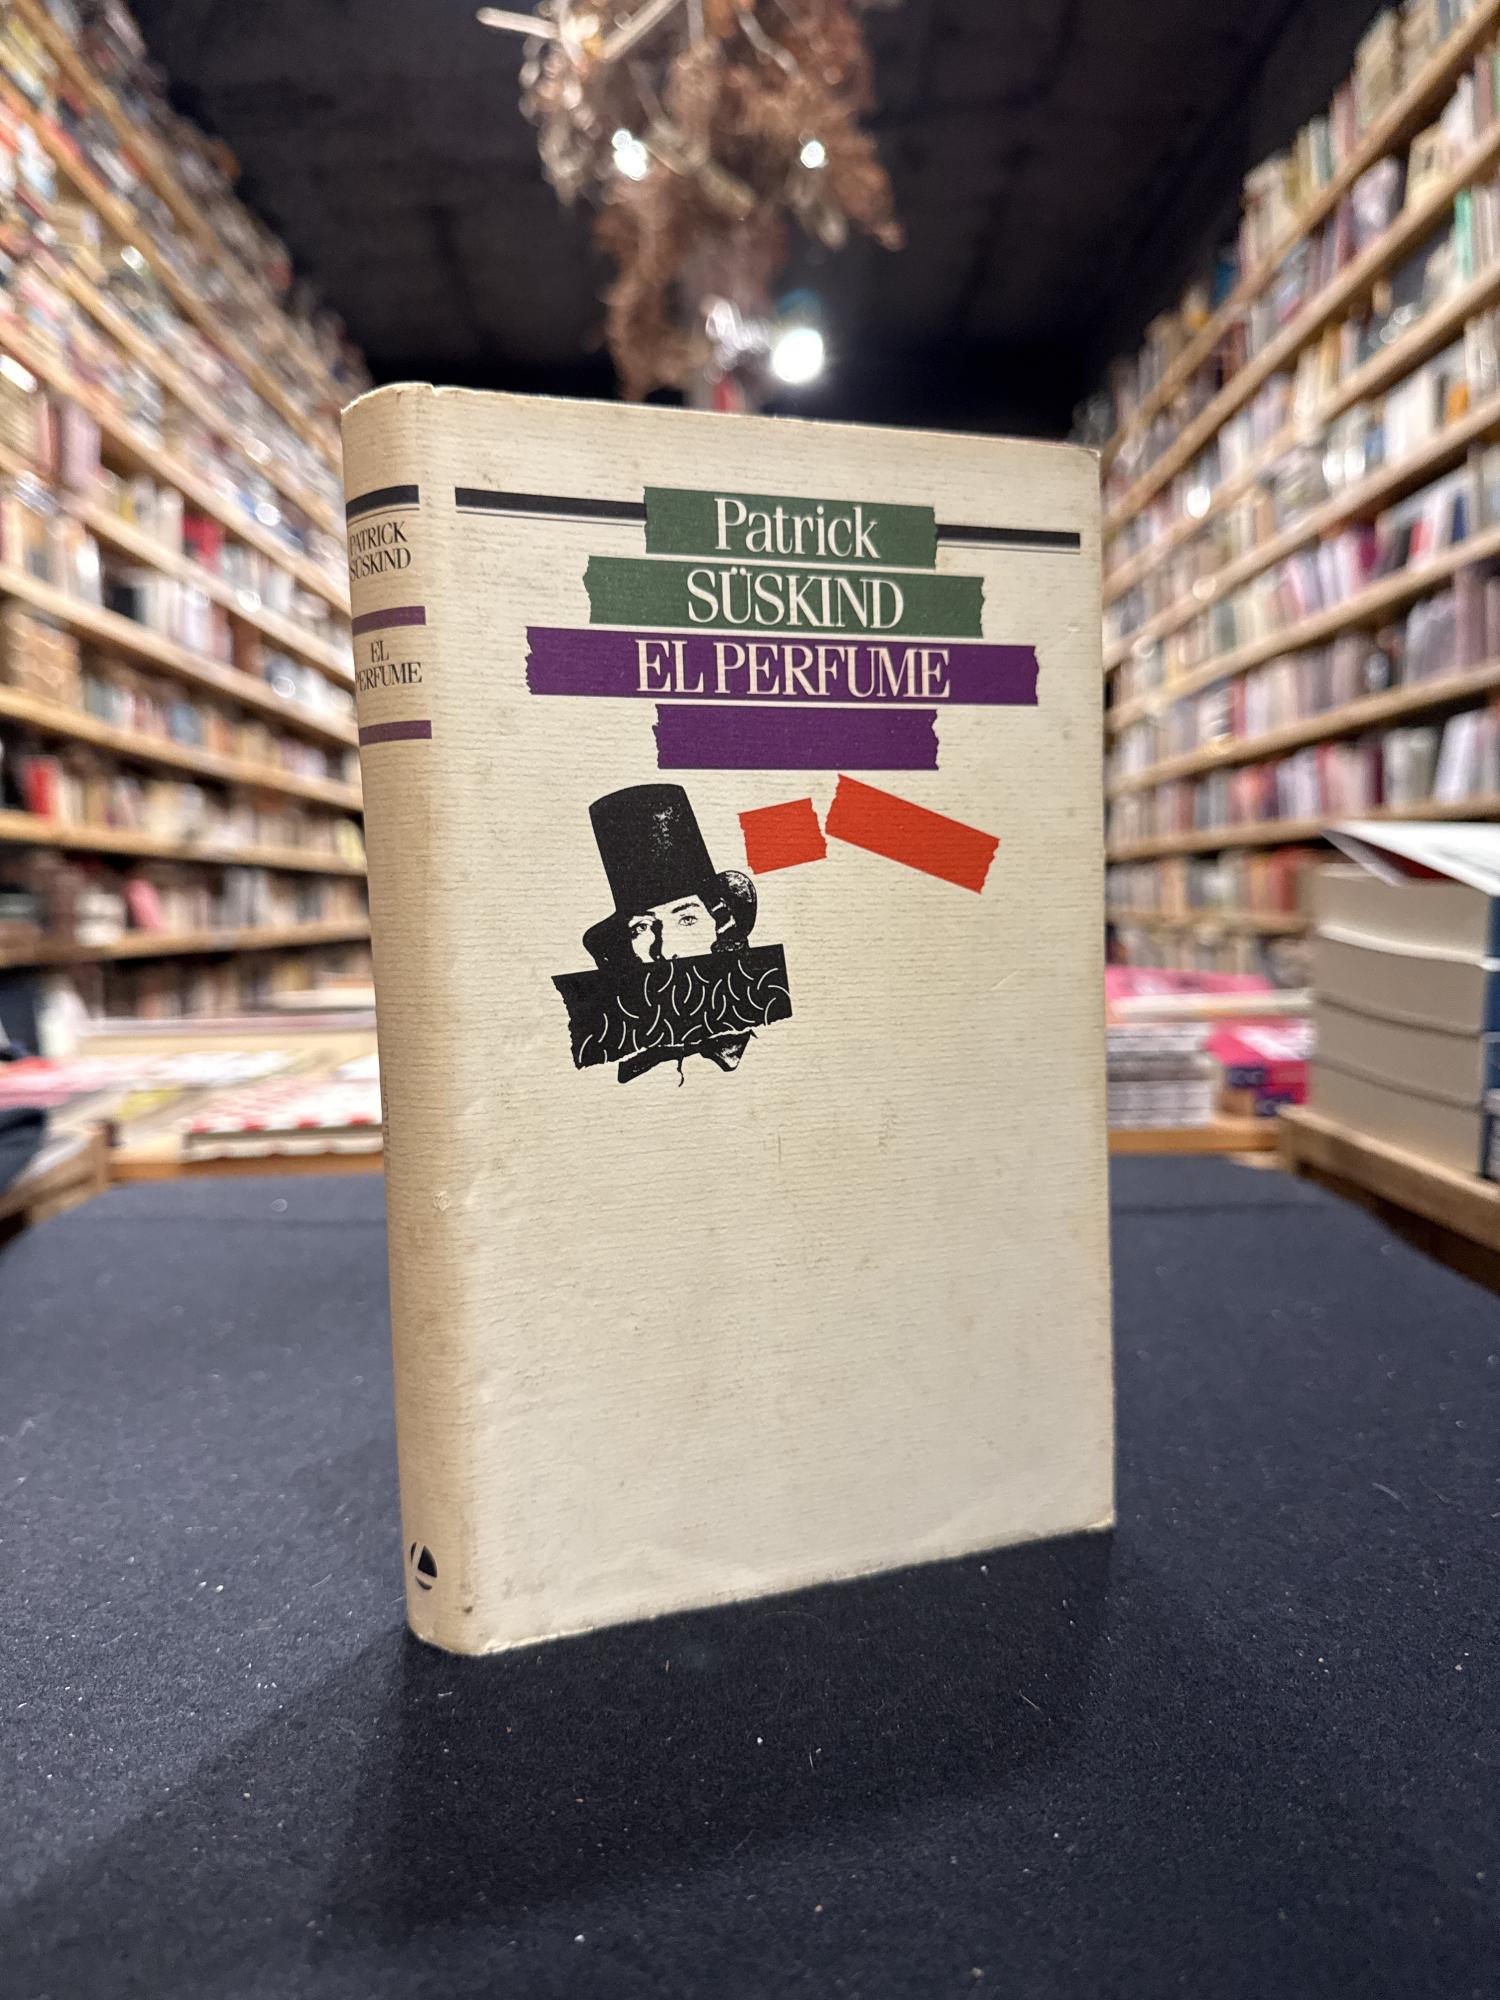 PATRICK
SÜSKIND
EL
PERFUME
Patrick
SÜSKIND
EL PERFUME